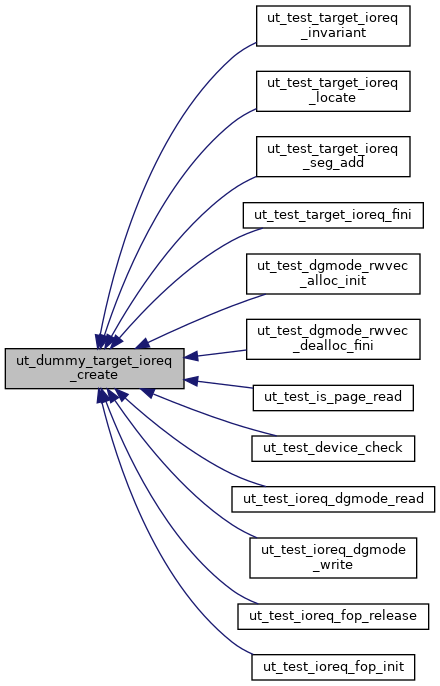 ut_test_target_ioreq
_invariant
ut_test_target_ioreq
_locate
ut_test_target_ioreq
_seg_add
ut_test_target_ioreq_fini
ut_test_dgmode_rwvec
_alloc_init
ut_test_dgmode_rwvec
_dealloc_fini
ut_dummy_target_ioreq
_create
ut_test_is_page_read
ut_test_device_check
ut_test_ioreq_dgmode_read
ut_test_ioreq_dgmode
_write
ut_test_ioreq_fop_release
ut_test_ioreq_fop_init